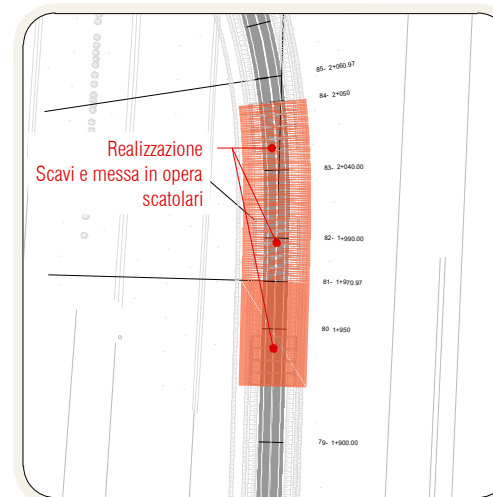 85- 2+060.97
84- 2+050
Realizzazione
Scavi e messa in opera
scatolari
83- 2+040.00
82- 1+990.00
81- 1+970.97
80 1+950
79- 1+900.00